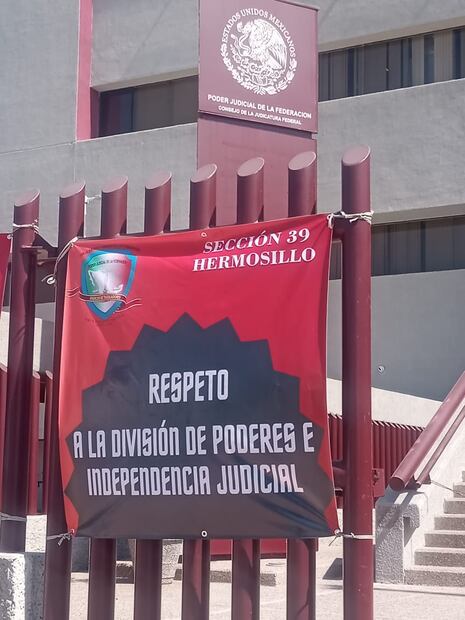 ESTADOS UNIDOS MEXICANOS
PODER JUDICIAL DE LA FEDERACIÓN
CONSEJO DE LA JUDICATURA FEDERAL
SECCIÓN 39
HERMOSILLO
RESPETO
A LA DIVISIÓN DE PODERES E
INDEPENDENCIA JUDICIAL